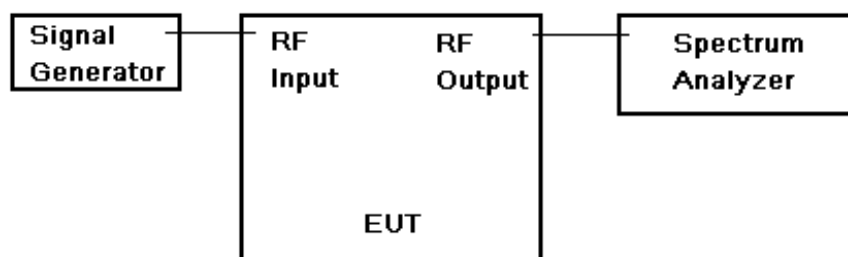 Signal
Generator
RF
Input
RF
Output
Spectrum
Analyzer
EUT